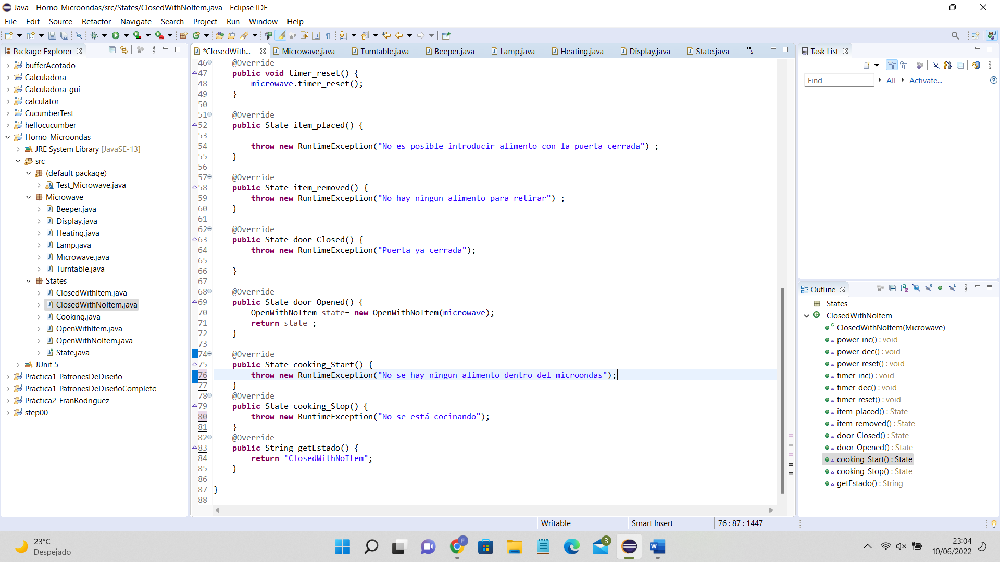 Java - Horno_Microondas/src/States/ClosedWithNoItem.java - Eclipse IDE
File Edit Source Refactor Navigate Search Project Run Window Help
Package Explorer
bufferAcotado
Calculadora
Calculadora-gui
calculator
CucumberTest
hellocucumber
Horno_Microondas
JRE System Library [JavaSE-13]
src
(default package)
Test_Microwave.java
Microwave
Beeper.java
Display.java
Heating.java
Lamp.java
Microwave.java
Turntable.java
States
ClosedWithItem.java
ClosedWithNoItem.java
Cooking.java
OpenWithItem.java
OpenWithNoItem.java
State.java
JUnit 5
Práctica1_PatronesDeDiseño
Practica1_PatronesDeDiseñoCompleto
Práctica2_FranRodriguez
step00
*ClosedWith... Microwave.java Turntable.java Beeper.java Lamp.java Heating.java Display.java State.java »5
46 @Override
47 public void timer_reset() {
48 microwave.timer_reset();
49 }
50
51 @Override
52 public State item_placed() {
53
54 throw new RuntimeException("No es posible introducir alimento con la puerta cerrada") ;
55 }
56
57 @Override
58 public State item_removed() {
59 throw new RuntimeException("No hay ningun alimento para retirar") ;
60 }
61
62 @Override
63 public State door_Closed() {
64 throw new RuntimeException("Puerta ya cerrada");
65
66 }
67
68 @Override
69 public State door_Opened() {
70 OpenWithNoItem state= new OpenWithNoItem(microwave);
71 return state ;
72 }
73
74 @Override
75 public State cooking_Start() {
76 throw new RuntimeException("No se hay ningun alimento dentro del microondas");
77 }
78 @Override
79 public State cooking_Stop() {
80 throw new RuntimeException("No se está cocinando");
81 }
82 @Override
83 public String getEstado() {
84 return "ClosedWithNoItem";
85 }
86
87 }
88
Task List
Find All Activate...
Outline
States
ClosedWithNoItem
ClosedWithNoItem(Microwave)
power_inc() : void
power_dec() : void
power_reset() : void
timer_inc() : void
timer_dec() : void
timer_reset() : void
item_placed() : State
item_removed() : State
door_Closed() : State
door_Opened() : State
cooking_Start() : State
cooking_Stop() : State
getEstado() : String
Writable Smart Insert 76 : 87 : 1447
23°C
Despejado
F
3
23:04
10/06/2022